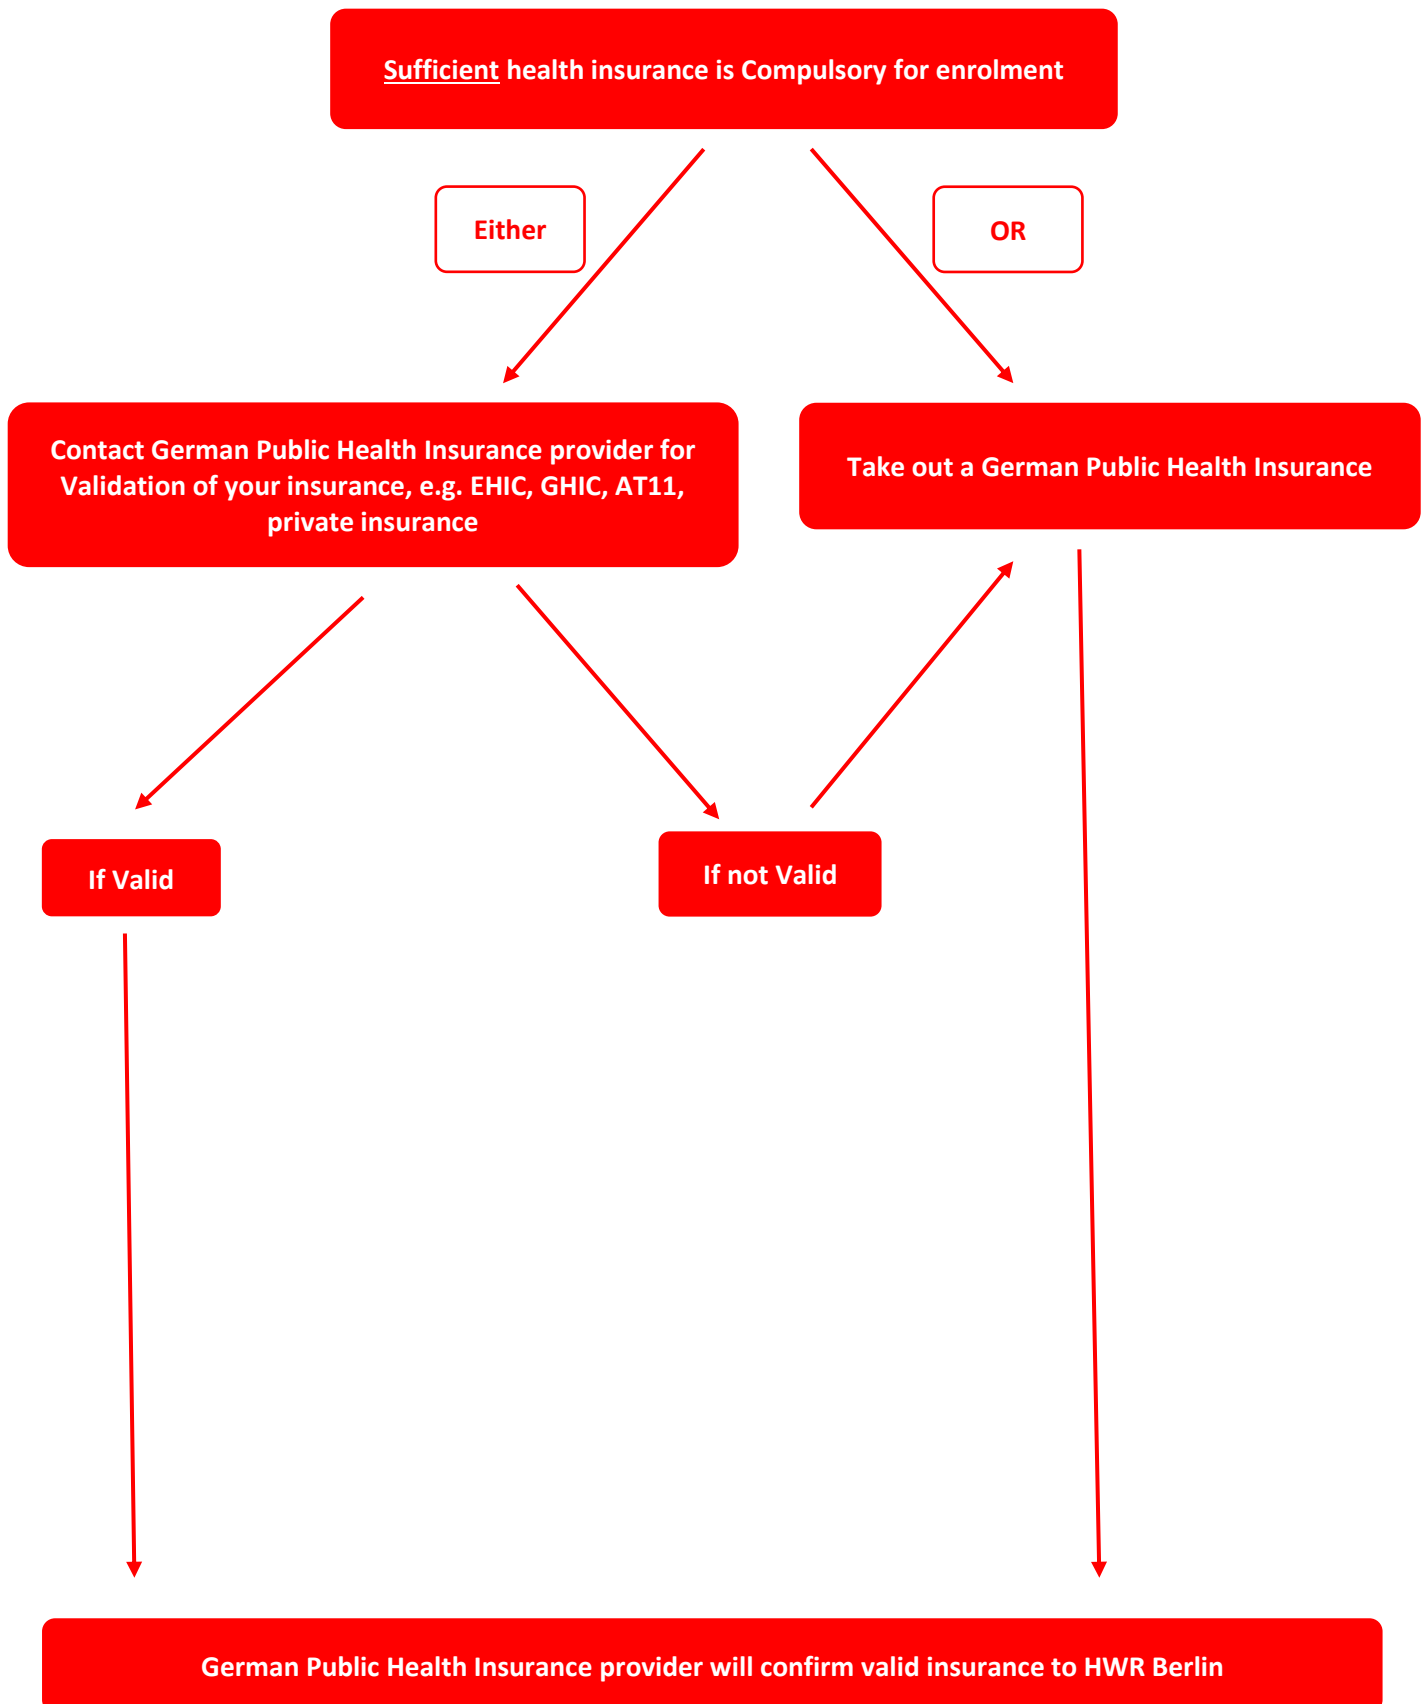 Sufficient health insurance is Compulsory for enrolment
Either
OR
Contact German Public Health Insurance provider for
Validation of your insurance, e.g. EHIC, GHIC, AT11,
private insurance
Take out a German Public Health Insurance
If Valid
If not Valid
German Public Health Insurance provider will confirm valid insurance to HWR Berlin